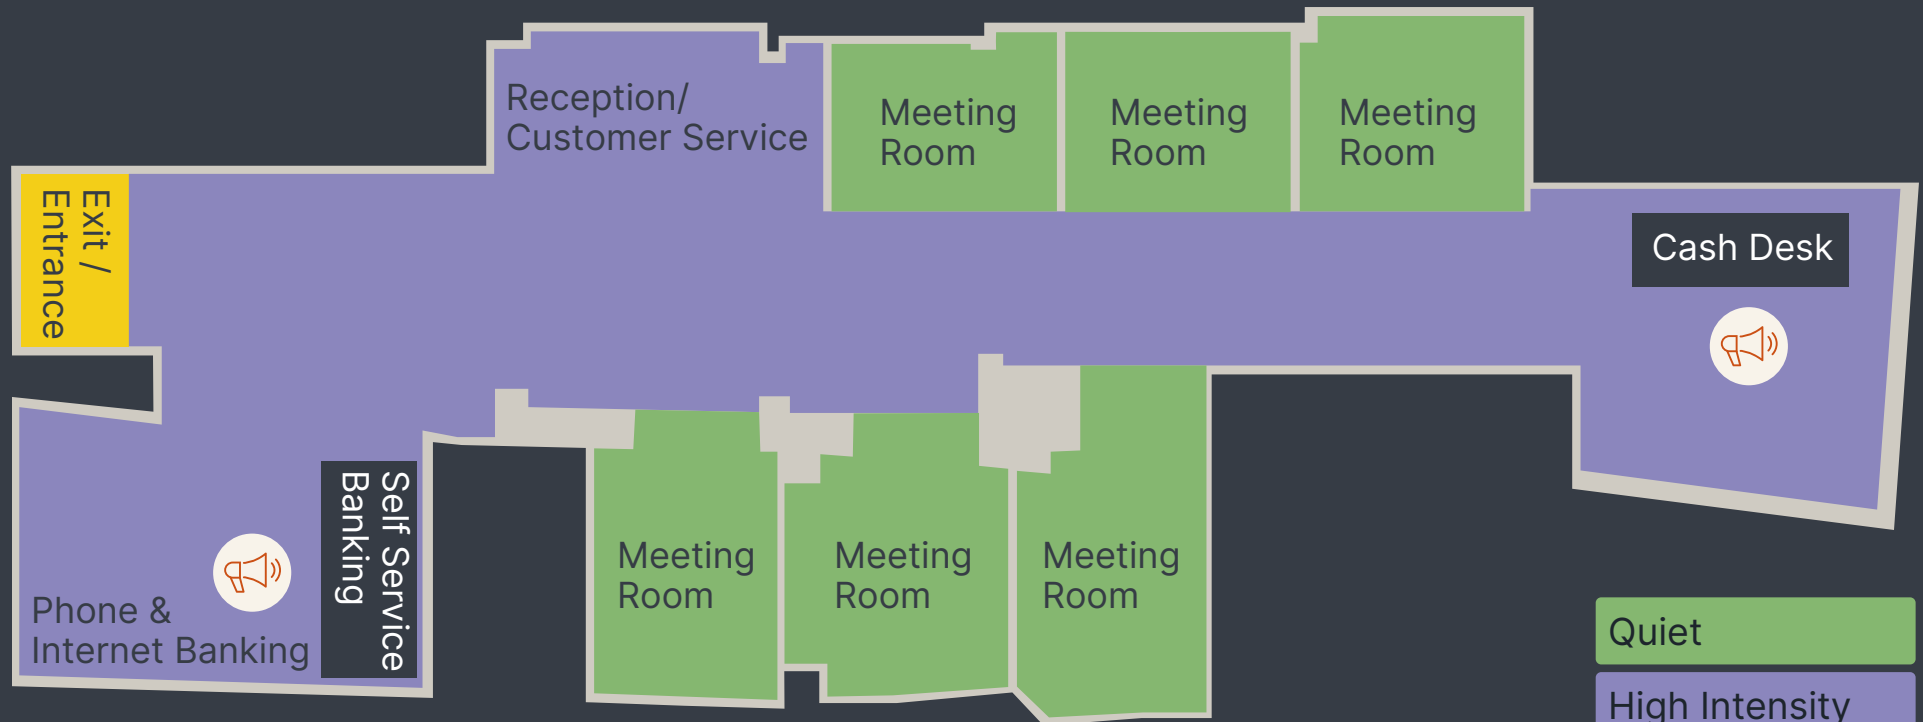 Reception/
Customer Service
Meeting
Room
Meeting
Room
Meeting
Room
Exit /
Entrance
Cash Desk
Self Service
Banking
Phone &
Internet Banking
Meeting
Room
Meeting
Room
Meeting
Room
Quiet
High Intensity